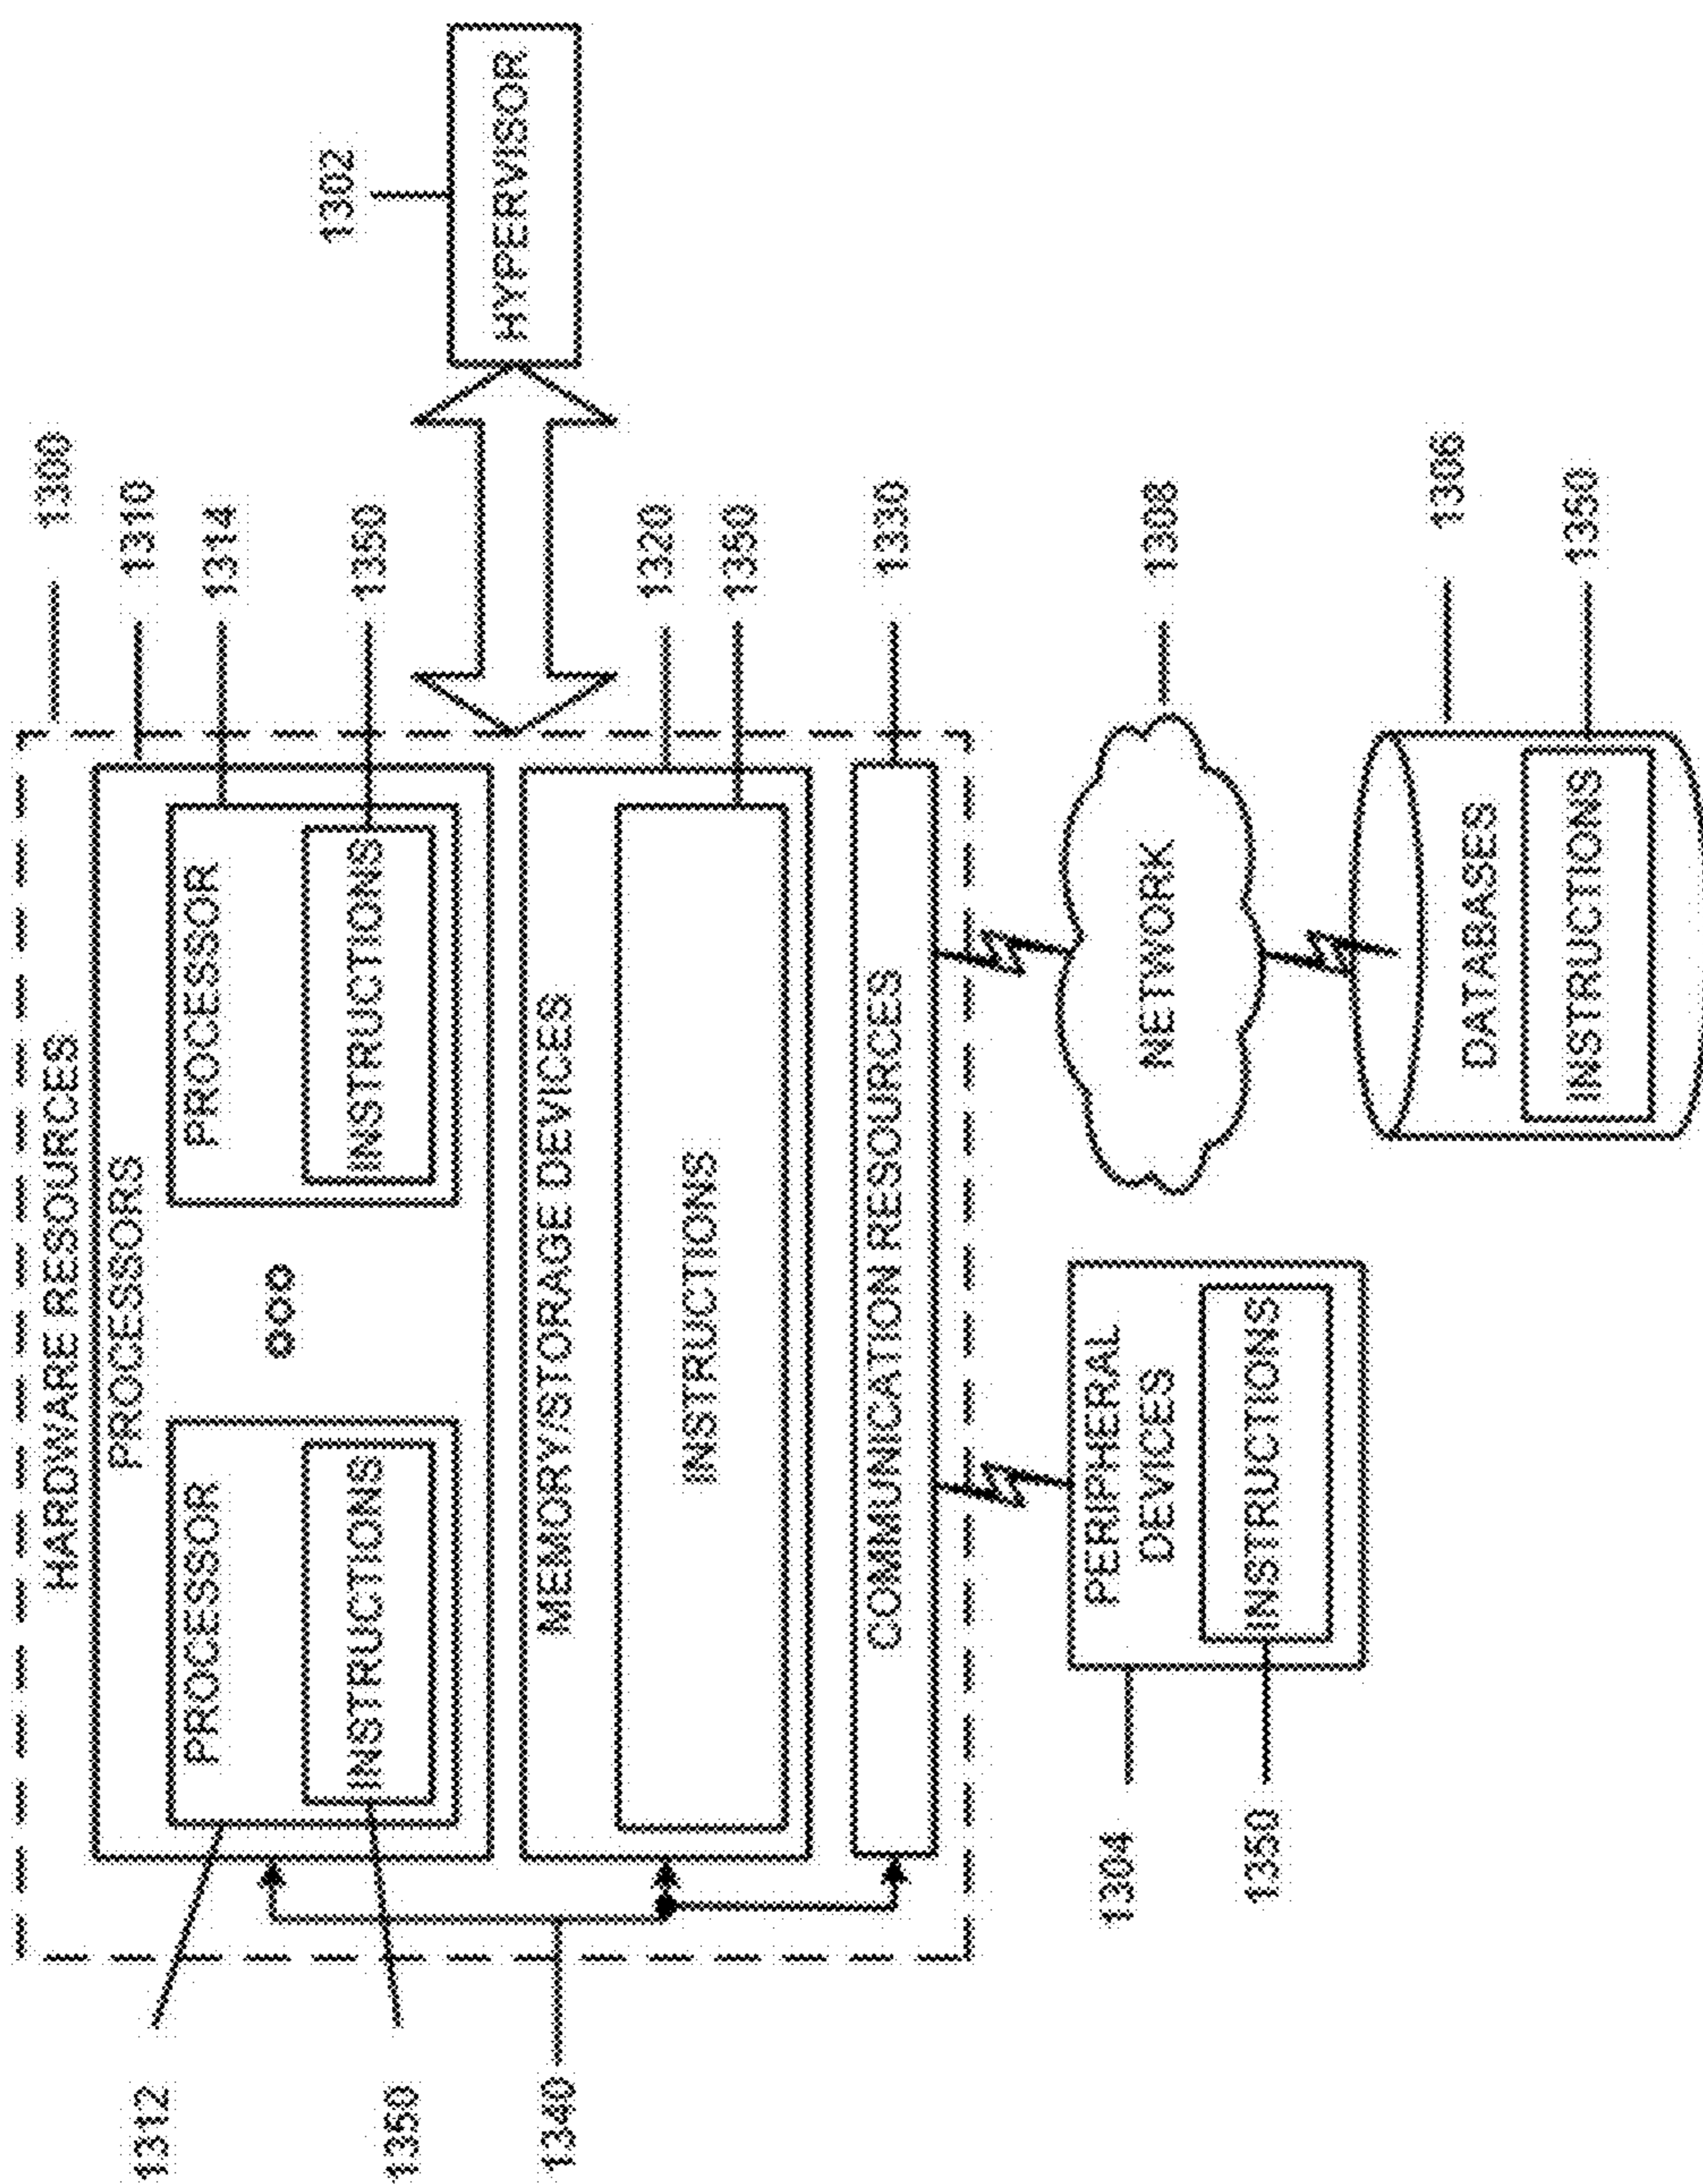 1300
HARDWARE RESOURCES
1310
PROCESSORS
1312
PROCESSOR
1314
PROCESSOR
ooo
1350
INSTRUCTIONS
1350
INSTRUCTIONS
1302
HYPERVISOR
1340
MEMORY/STORAGE DEVICES
1320
INSTRUCTIONS
1350
COMMUNICATION RESOURCES
1330
1304
PERIPHERAL
DEVICES
1350
INSTRUCTIONS
NETWORK
1308
1306
DATABASES
INSTRUCTIONS
1350